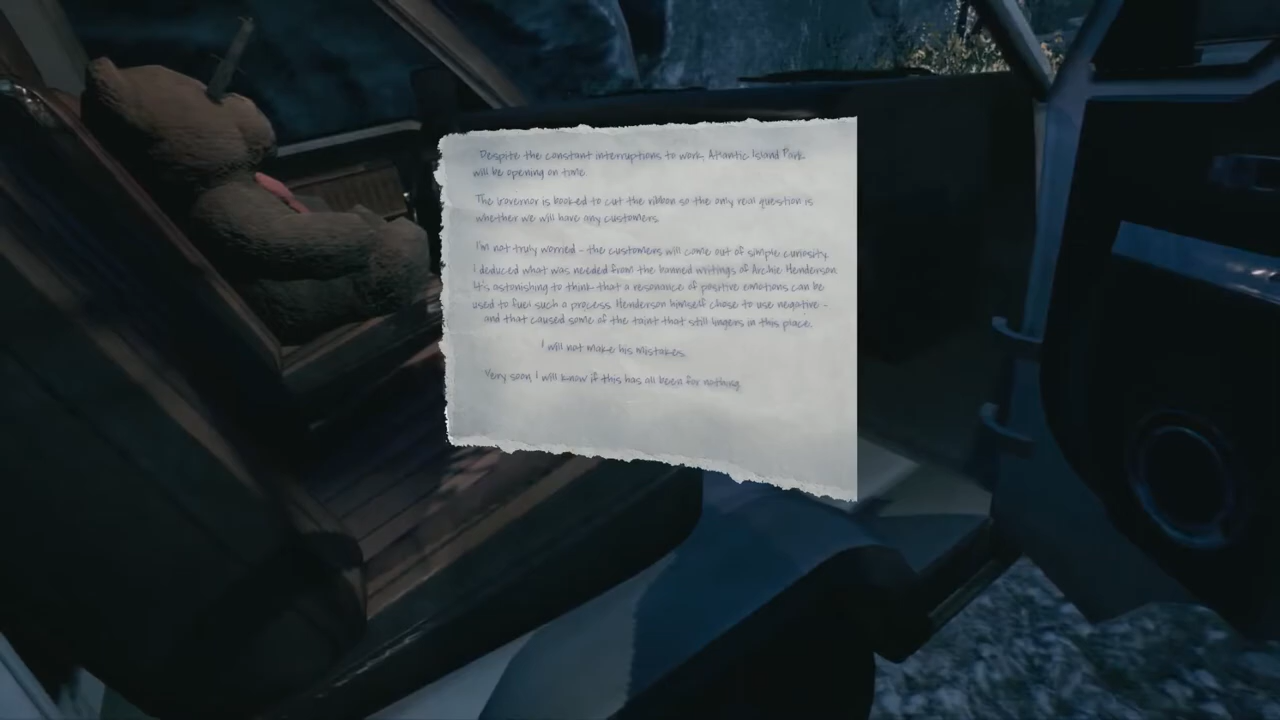 Despite the constant interruptions to work, Atlantic Island Park
will be opening on time.
The Governor is booked to cut the ribbon so the only real question is
whether we will have any customers.
I'm not truly worried - the customers will come out of simple curiosity.
I deduced what was needed from the banned writings of Archie Henderson.
It's astonishing to think that a resonance of positive emotions can be
used to fuel such a process. Henderson himself chose to use negative -
and that caused some of the taint that still lingers in this place.
I will not make his mistakes.
Very soon I will know if this has all been for nothing.